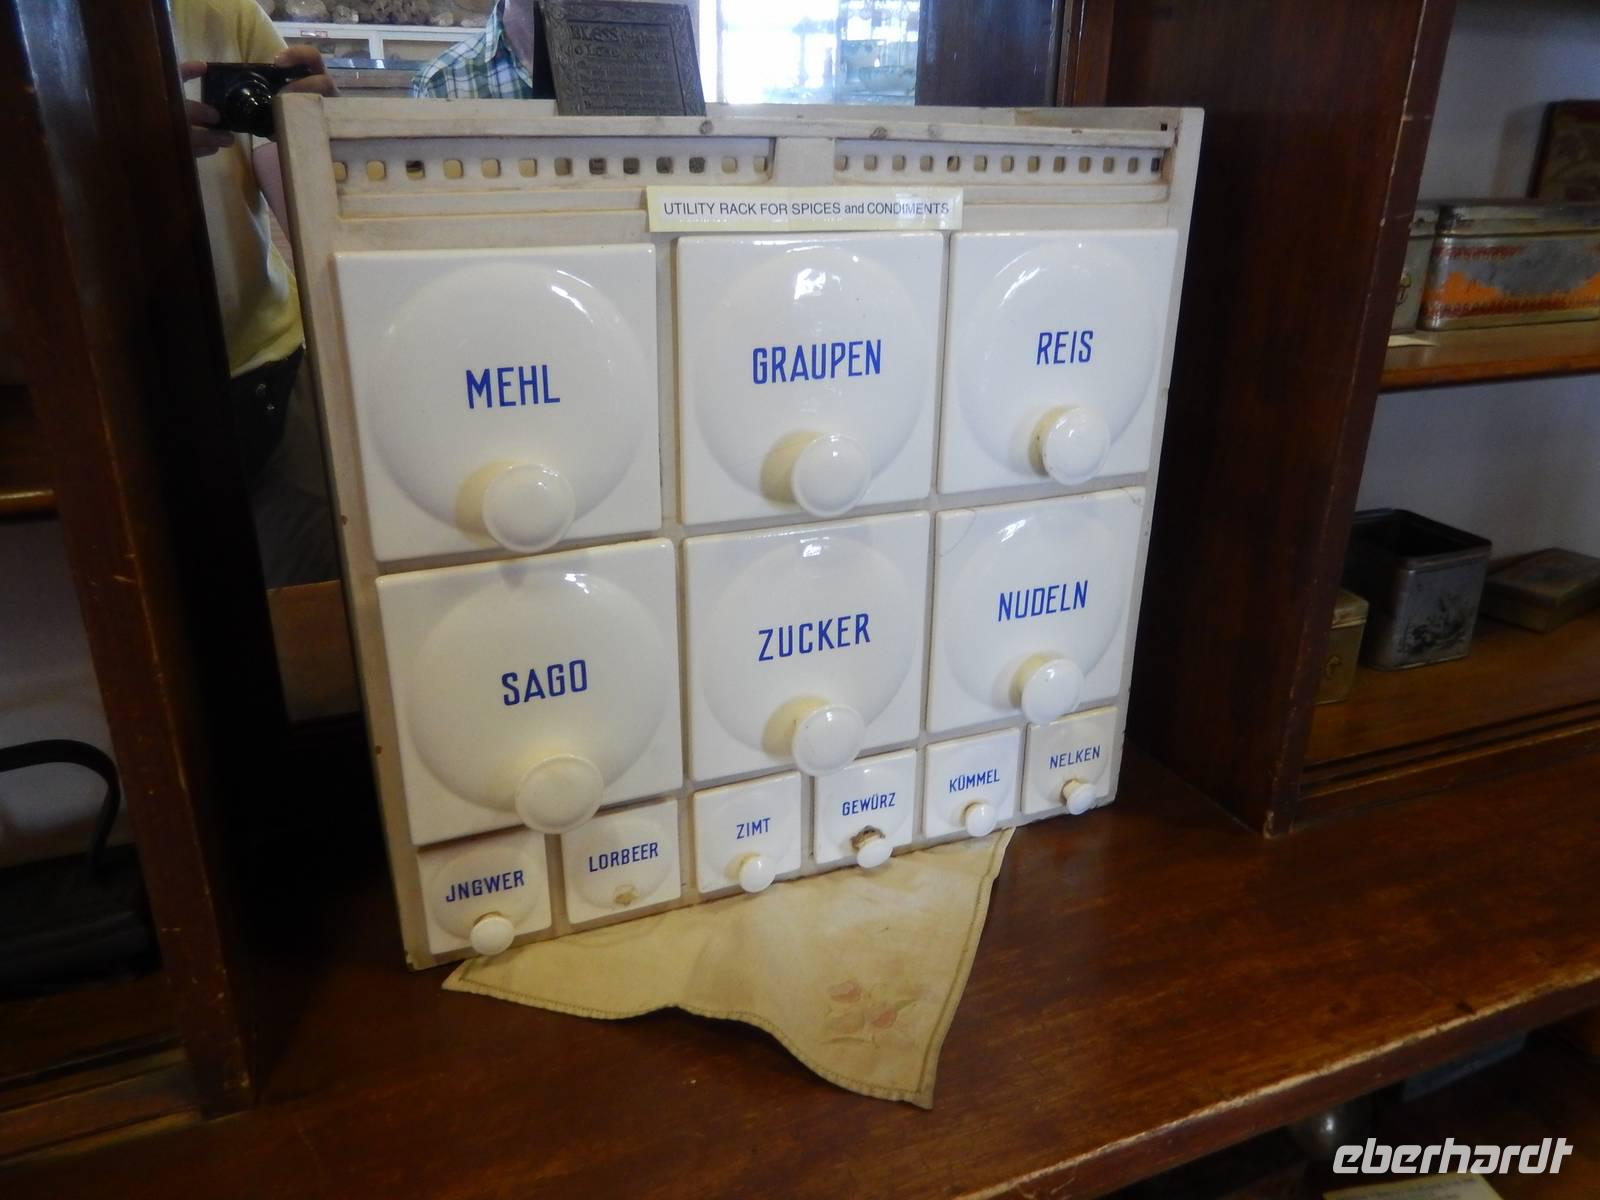 BLESS
UTILITY RACK FOR SPICES and CONDIMENTS
MEHL
GRAUPEN
REIS
SAGO
ZUCKER
NUDELN
JNGWER
LORBEER
ZIMT
GEWÜRZ
KÜMMEL
NELKEN
eberhardt